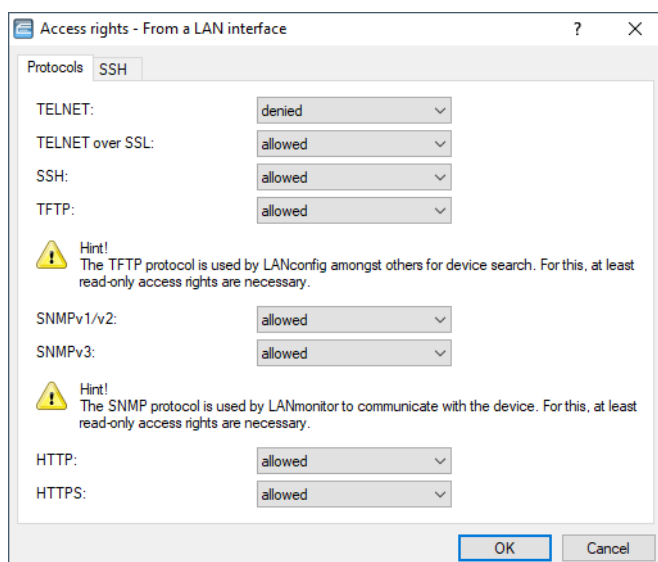 Access rights - From a LAN interface
Protocols SSH
TELNET: denied
TELNET over SSL: allowed
SSH: allowed
TFTP: allowed
Hint!
The TFTP protocol is used by LANconfig amongst others for device search. For this, at least
read-only access rights are necessary.
SNMPv1/v2: allowed
SNMPv3: allowed
Hint!
The SNMP protocol is used by LANmonitor to communicate with the device. For this, at least
read-only access rights are necessary.
HTTP: allowed
HTTPS: allowed
OK Cancel